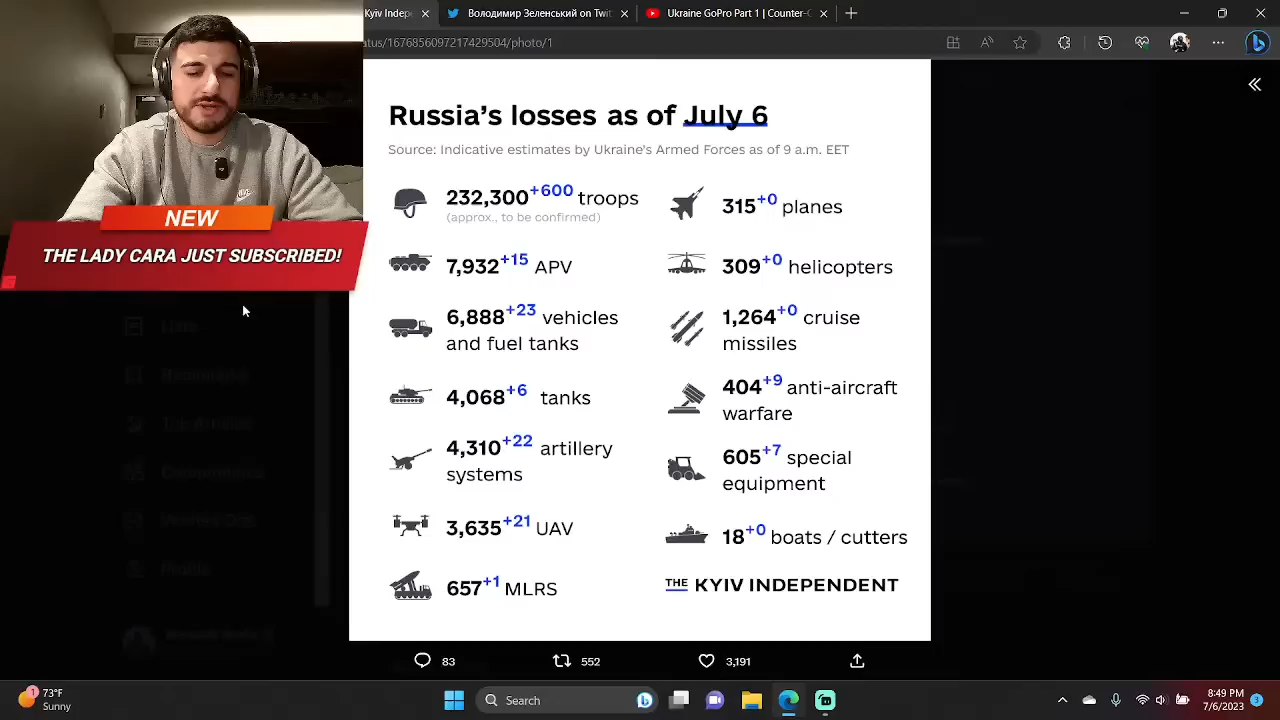 Kyiv Indep
Володимир Зеленський on Twit
Ukraine GoPro Part 1 | Counter-O
atus/1676856097217429504/photo/1
NEW
THE LADY CARA JUST SUBSCRIBED!
Russia's losses as of July 6
Source: Indicative estimates by Ukraine's Armed Forces as of 9 a.m. EET
232,300+600 troops
(approx., to be confirmed)
7,932+15 APV
6,888+23 vehicles
and fuel tanks
4,068+6 tanks
4,310+22 artillery
systems
3,635+21 UAV
657+1 MLRS
315+0 planes
309+0 helicopters
1,264+0 cruise
missiles
404+9 anti-aircraft
warfare
605+7 special
equipment
18+0 boats / cutters
THE KYIV INDEPENDENT
83
552
3,191
Lists
Communities
Profile
1
73°F
Sunny
Search
8:49 PM
7/6/2023
3